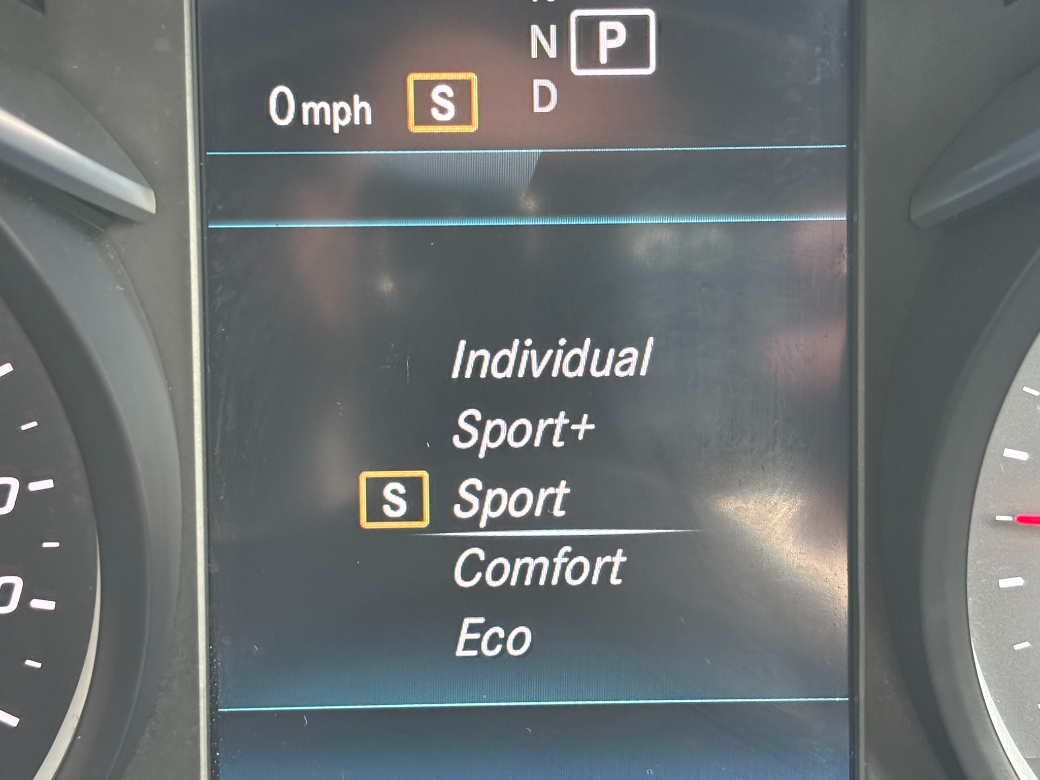 N P
0 mph S D
Individual
Sport+
S Sport
Comfort
Eco